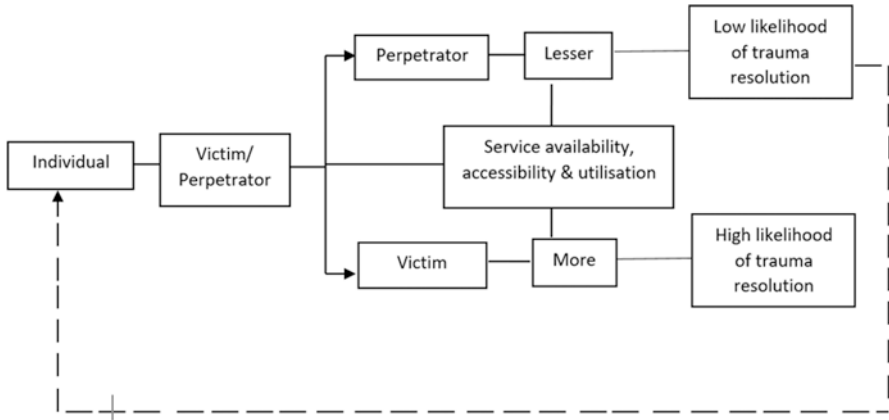 Individual
Victim/
Perpetrator
Perpetrator
Lesser
Low likelihood
of trauma
resolution
Service availability,
accessibility & utilisation
Victim
More
High likelihood
of trauma
resolution